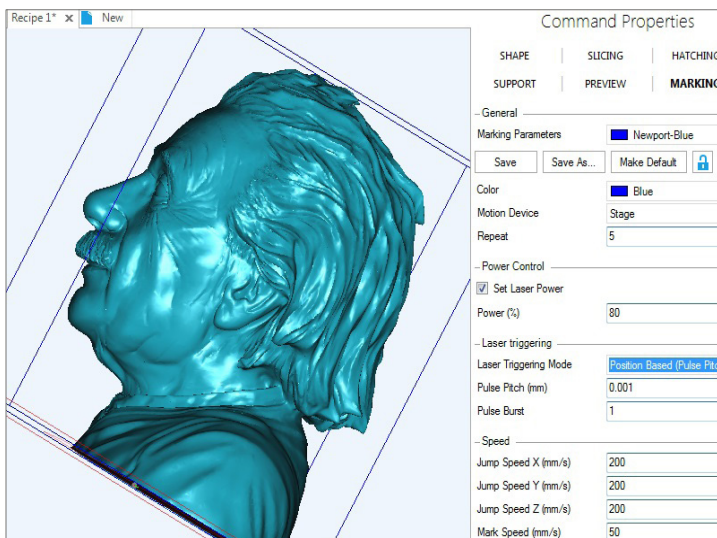 Recipe 1* × New
Command Properties
SHAPE SLICING HATCHING
SUPPORT PREVIEW MARKING
General
Marking Parameters Newport-Blue
Save Save As... Make Default
Color Blue
Motion Device Stage
Repeat 5
Power Control
Set Laser Power
Power (%) 80
Laser triggering
Laser Triggering Mode Position Based (Pulse Pitc
Pulse Pitch (mm) 0.001
Pulse Burst 1
Speed
Jump Speed X (mm/s) 200
Jump Speed Y (mm/s) 200
Jump Speed Z (mm/s) 200
Mark Speed (mm/s) 50